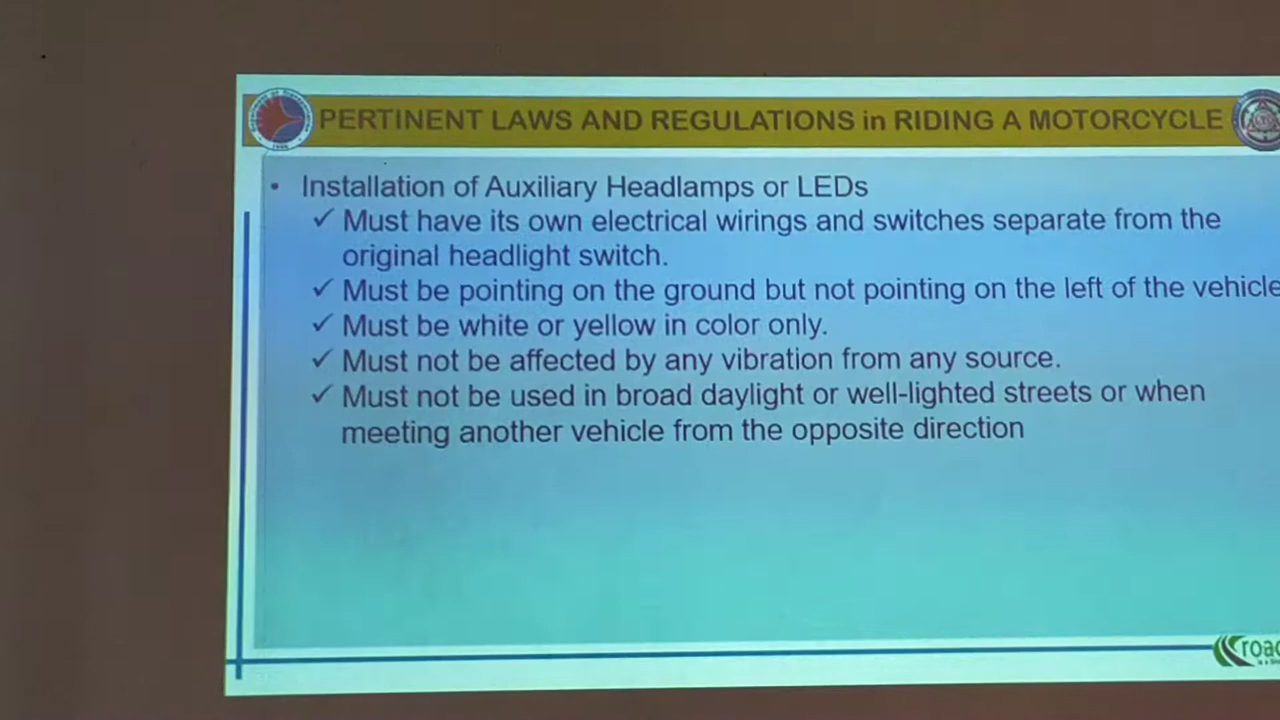 PERTINENT LAWS AND REGULATIONS in RIDING A MOTORCYCLE
• Installation of Auxiliary Headlamps or LEDs
✓ Must have its own electrical wirings and switches separate from the
original headlight switch.
✓ Must be pointing on the ground but not pointing on the left of the vehicle
✓ Must be white or yellow in color only.
✓ Must not be affected by any vibration from any source.
✓ Must not be used in broad daylight or well-lighted streets or when
meeting another vehicle from the opposite direction